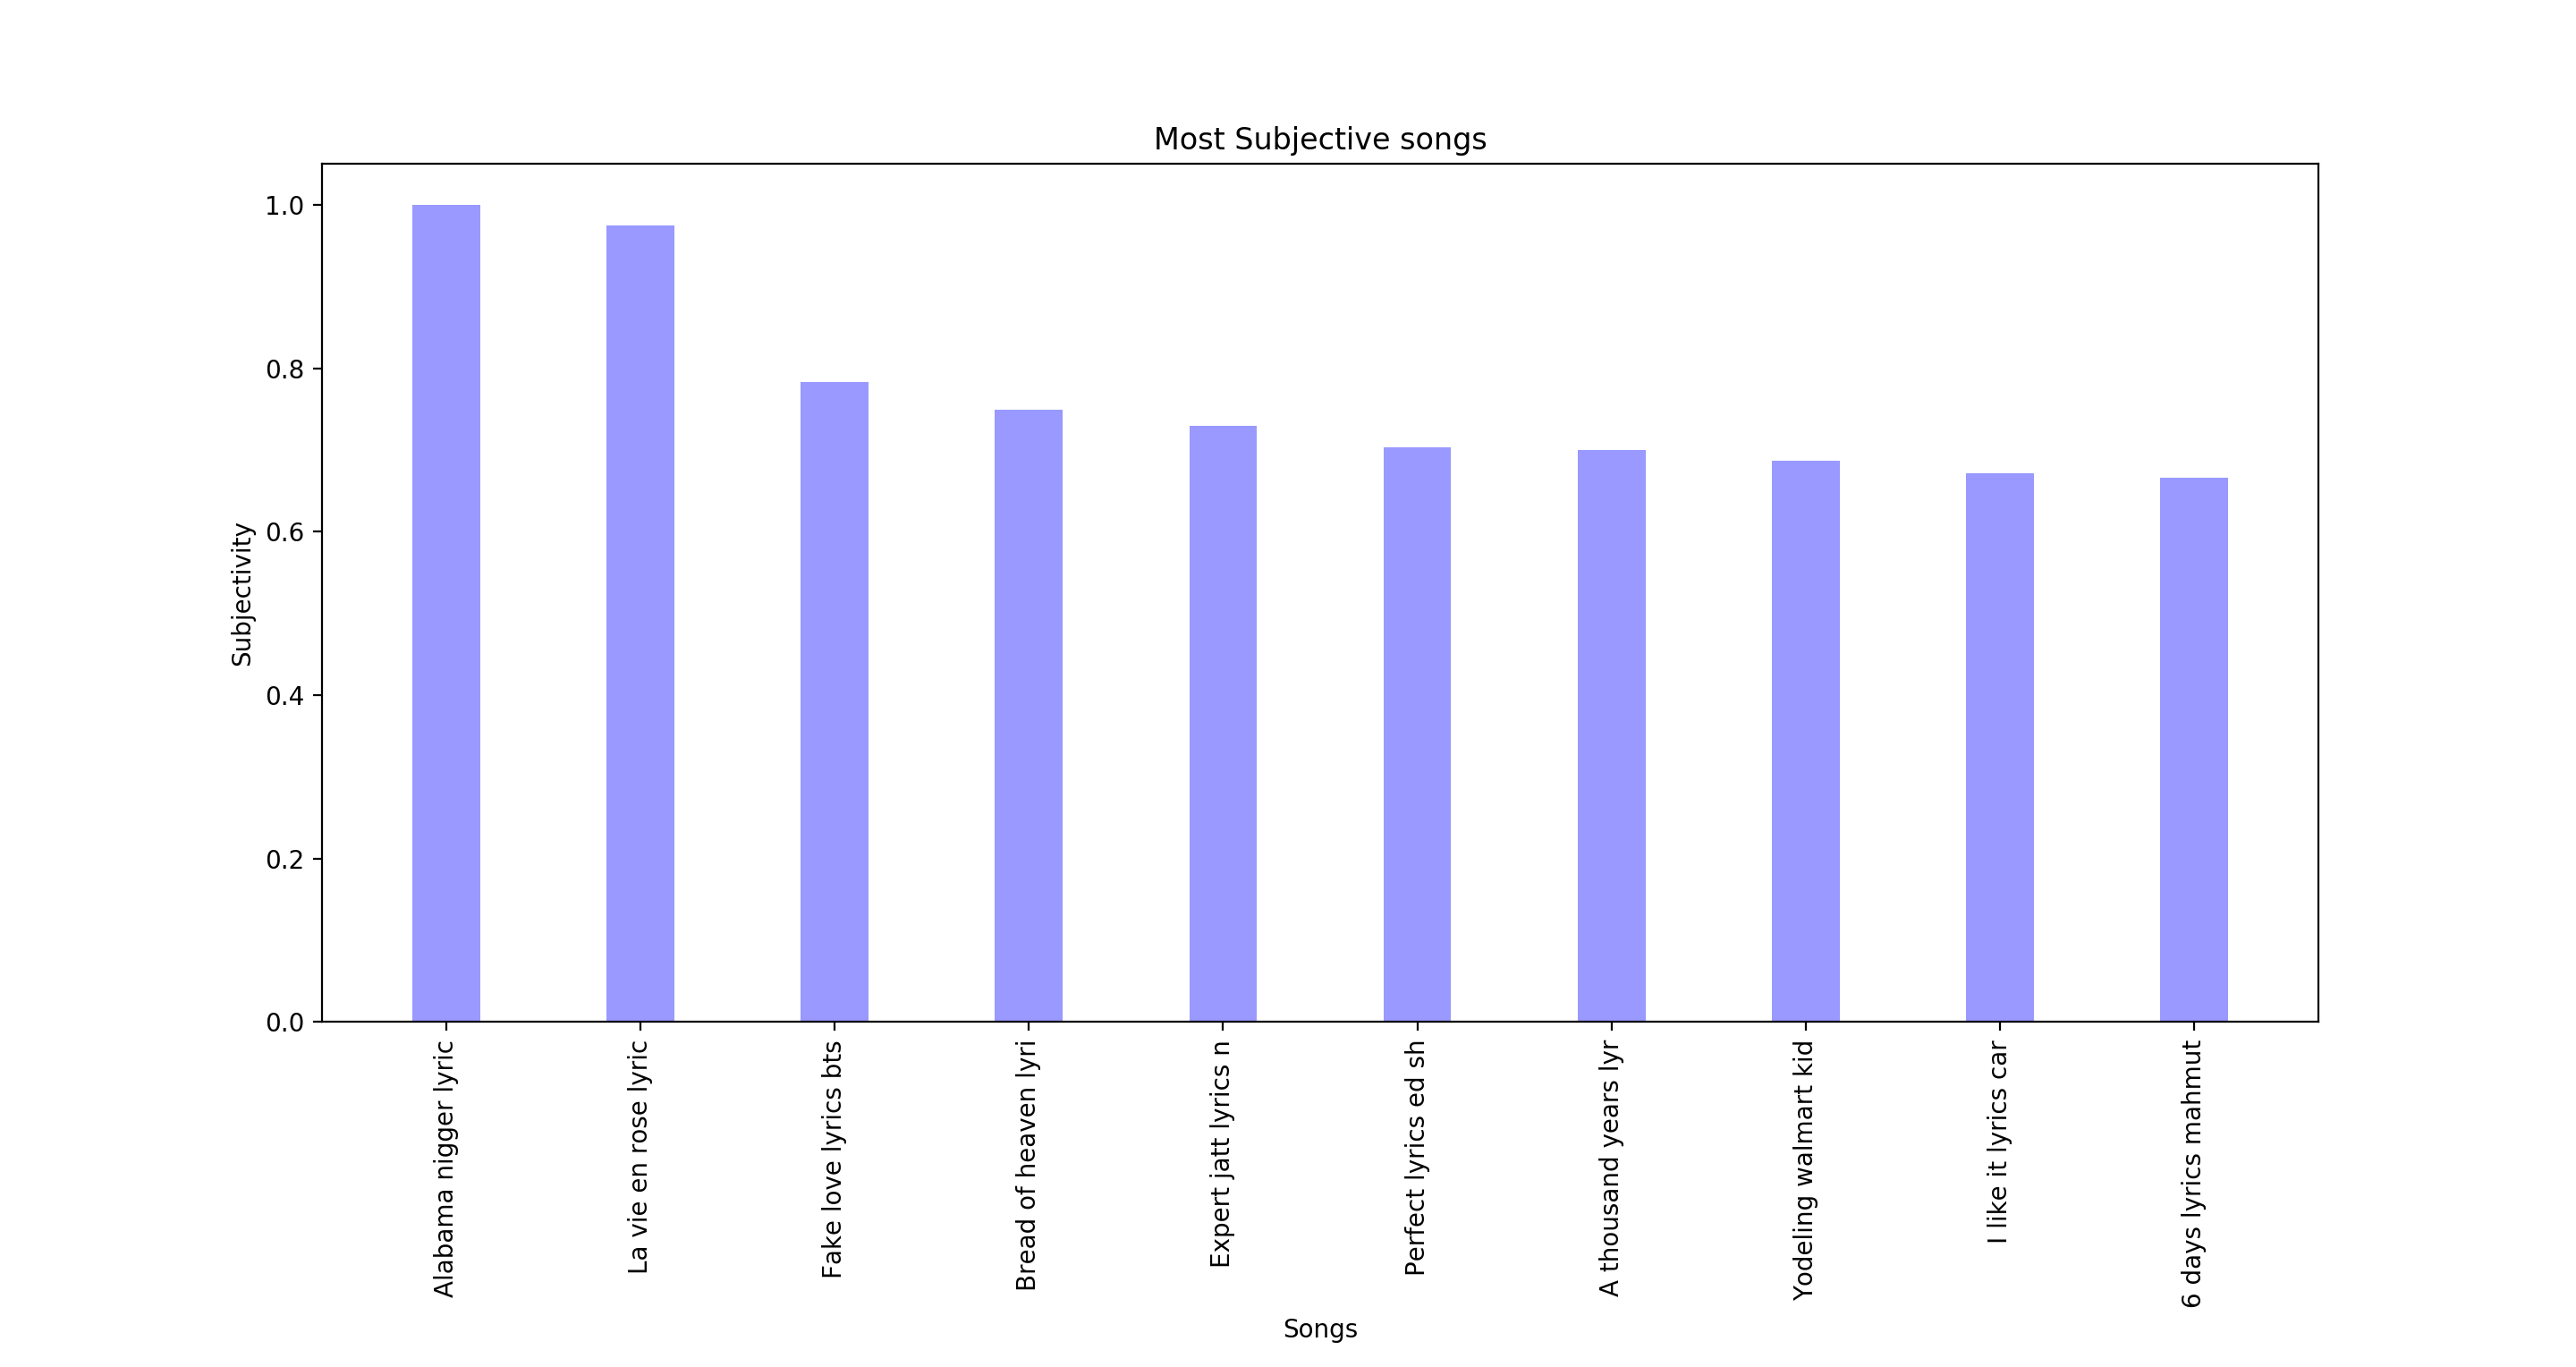 Most Subjective songs
1.0
0.8
0.6
0.4
0.2
0.0
Subjectivity
Alabama nigger lyric
La vie en rose lyric
Fake love lyrics bts
Bread of heaven lyri
Expert jatt lyrics n
Perfect lyrics ed sh
A thousand years lyr
Yodeling walmart kid
I like it lyrics car
6 days lyrics mahmut
Songs